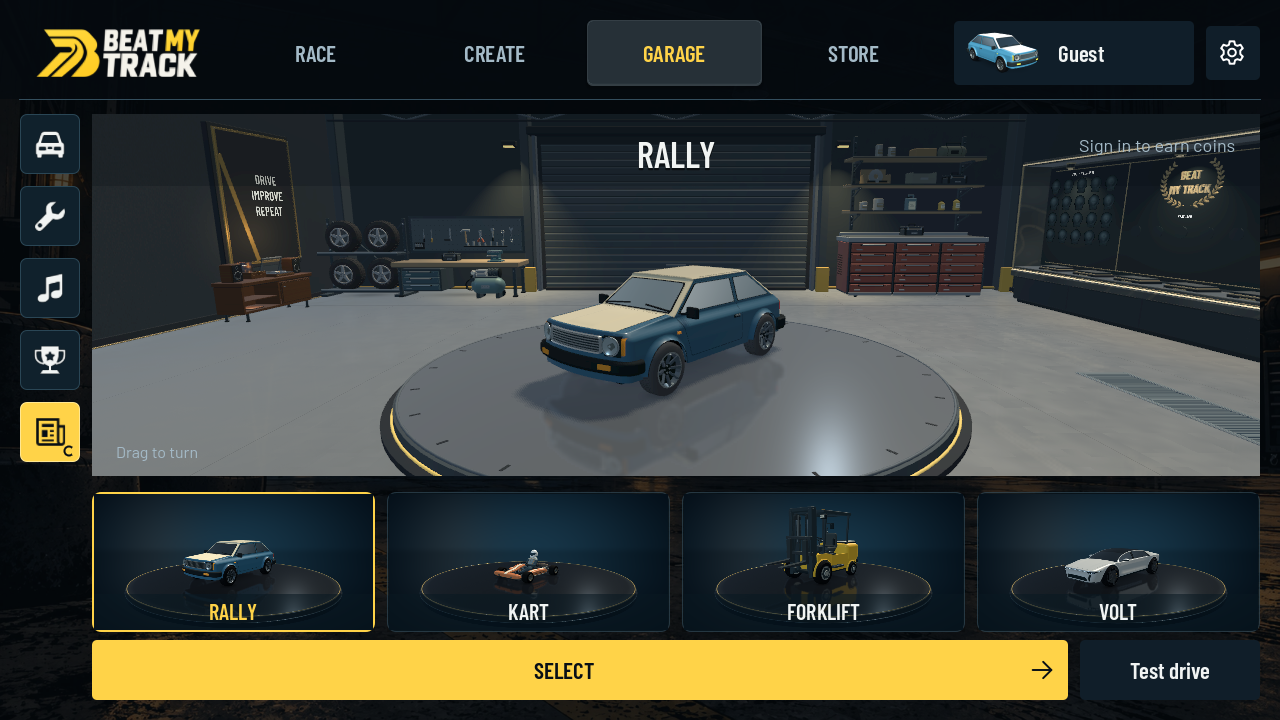 BEAT MY
TRACK
RACE
CREATE
GARAGE
STORE
Guest
RALLY
Sign in to earn coins
DRIVE
IMPROVE
REPEAT
BEAT
MY TRACK
Drag to turn
C
RALLY
KART
FORKLIFT
VOLT
SELECT
Test drive